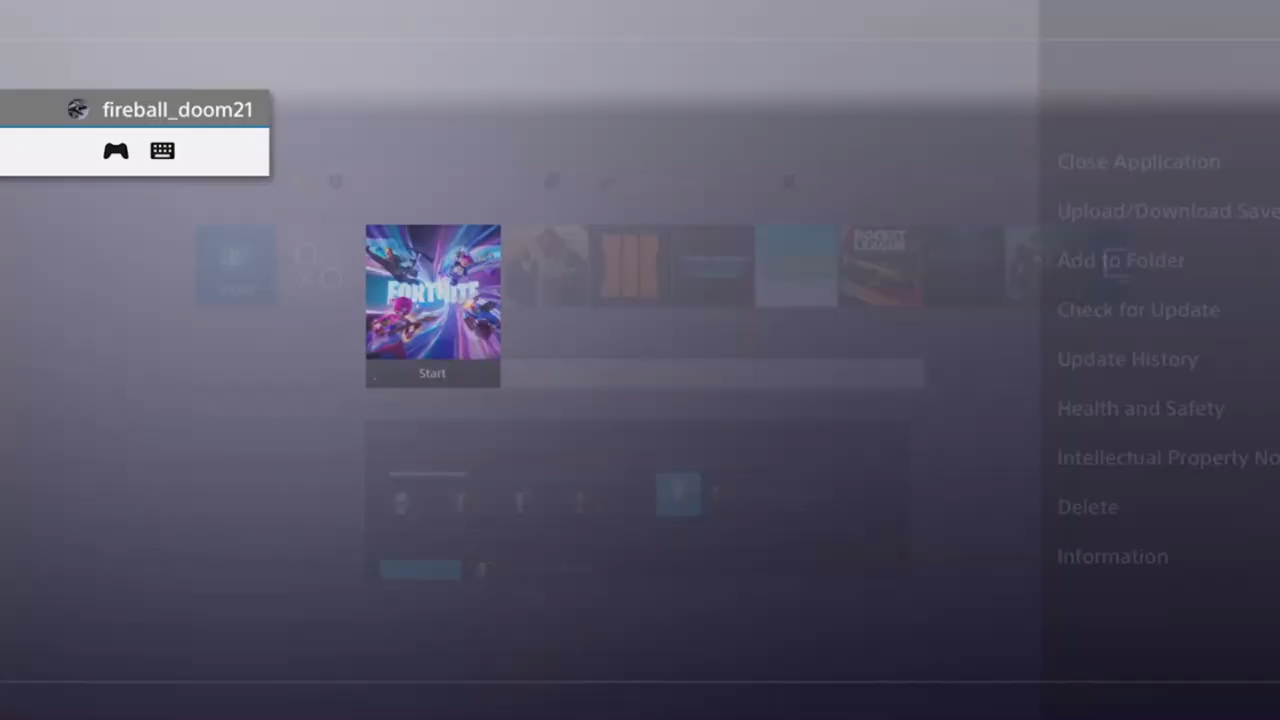 fireball_doom21
Close Application
Upload/Download Save
Add to Folder
ROCKET
FORTNITE
Check for Update
Update History
Start
Health and Safety
Intellectual Property No
Delete
Information